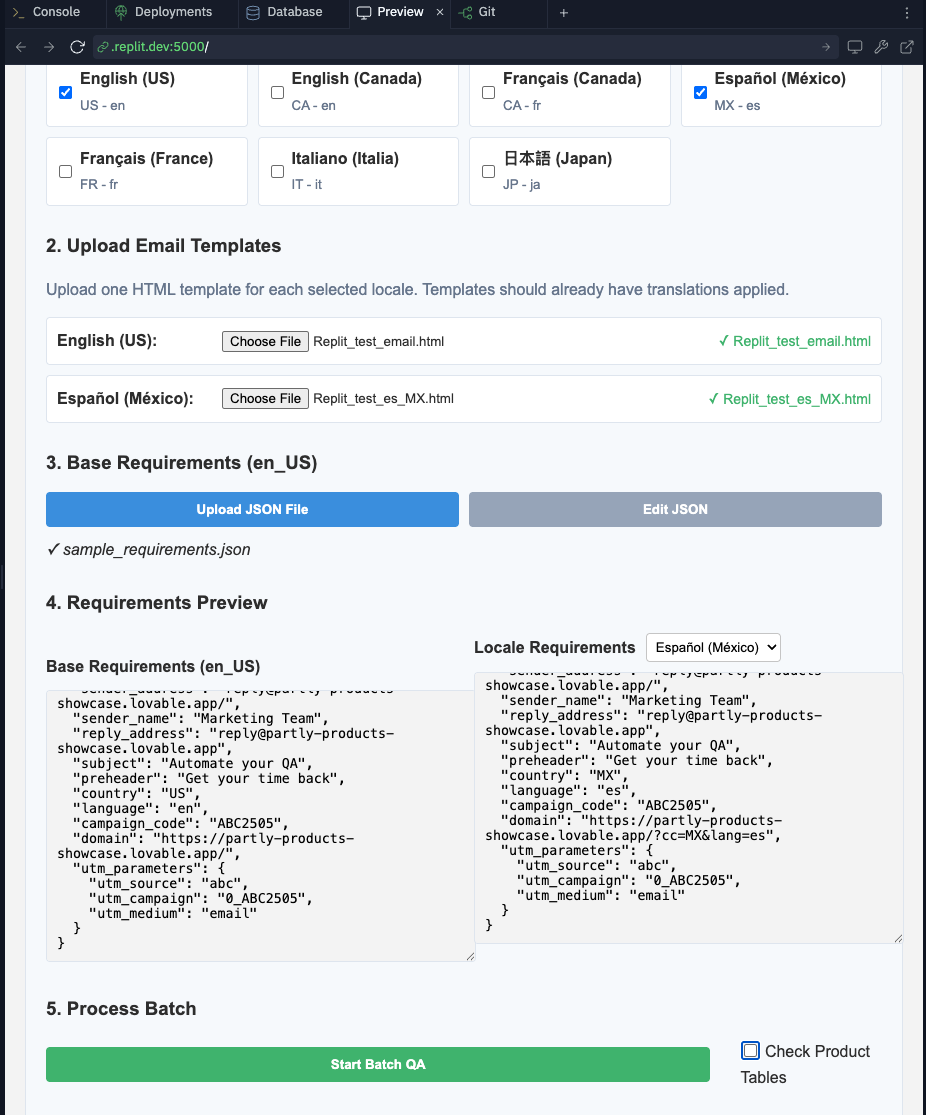 Console Deployments Database Preview × Git +
.replit.dev:5000/
English (US) English (Canada) Français (Canada) Español (México)
US - en CA - en CA - fr MX - es
Français (France) Italiano (Italia) 日本語 (Japan)
FR - fr IT - it JP - ja
2. Upload Email Templates
Upload one HTML template for each selected locale. Templates should already have translations applied.
English (US): Choose File Replit_test_email.html ✓ Replit_test_email.html
Español (México): Choose File Replit_test_es_MX.html ✓ Replit_test_es_MX.html
3. Base Requirements (en_US)
Upload JSON File Edit JSON
✓ sample_requirements.json
4. Requirements Preview
Base Requirements (en_US)
"sender_address": "reply@partly-products-
showcase.lovable.app/",
"sender_name": "Marketing Team",
"reply_address": "reply@partly-products-
showcase.lovable.app",
"subject": "Automate your QA",
"preheader": "Get your time back",
"country": "US",
"language": "en",
"campaign_code": "ABC2505",
"domain": "https://partly-products-
showcase.lovable.app/",
"utm_parameters": {
"utm_source": "abc",
"utm_campaign": "0_ABC2505",
"utm_medium": "email"
}
}
Locale Requirements Español (México)
"sender_address": "reply@partly-products-
showcase.lovable.app/",
"sender_name": "Marketing Team",
"reply_address": "reply@partly-products-
showcase.lovable.app",
"subject": "Automate your QA",
"preheader": "Get your time back",
"country": "MX",
"language": "es",
"campaign_code": "ABC2505",
"domain": "https://partly-products-
showcase.lovable.app/?cc=MX&lang=es",
"utm_parameters": {
"utm_source": "abc",
"utm_campaign": "0_ABC2505",
"utm_medium": "email"
}
}
5. Process Batch
Start Batch QA
Check Product
Tables